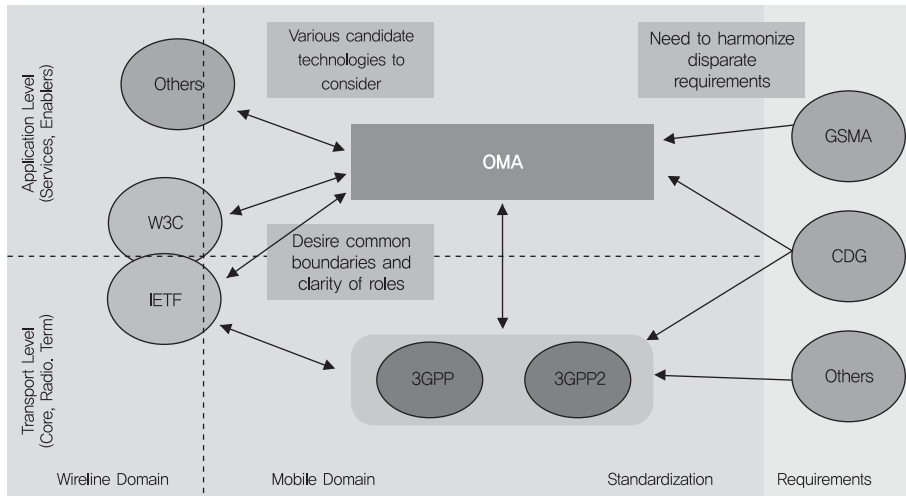 Application Level
(Services, Enablers)
Others
Various candidate
technologies to
consider
Need to harmonize
disparate
requirements
OMA
GSMA
W3C
Desire common
boundaries and
clarity of roles
CDG
IETF
Transport Level
(Core, Radio, Term)
3GPP
3GPP2
Others
Wireline Domain
Mobile Domain
Standardization
Requirements